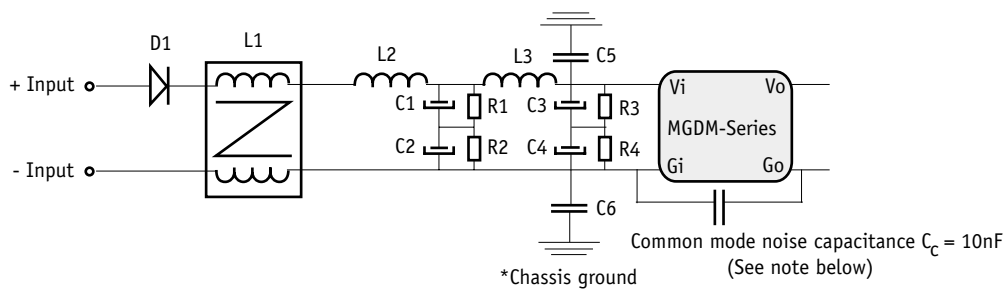 D1
L1
L2
L3
C5
+ Input
C1
R1
C3
R3
Vi
Vo
MGDM-Series
C2
R2
C4
R4
Gi
Go
- Input
C6
Common mode noise capacitance Cc = 10nF
(See note below)
*Chassis ground